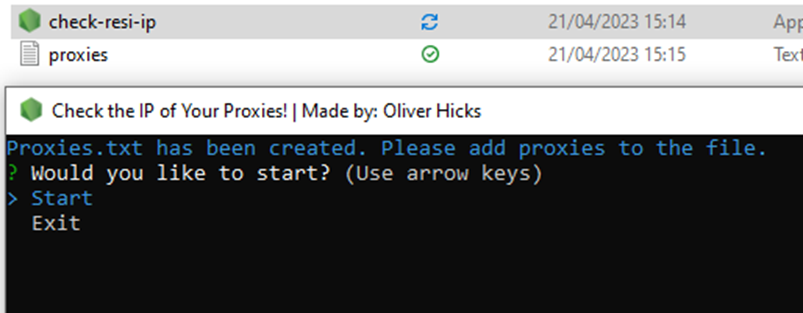 check-resi-ip 21/04/2023 15:14 App
proxies 21/04/2023 15:15 Text
Check the IP of Your Proxies! | Made by: Oliver Hicks
Proxies.txt has been created. Please add proxies to the file.
? Would you like to start? (Use arrow keys)
> Start
Exit